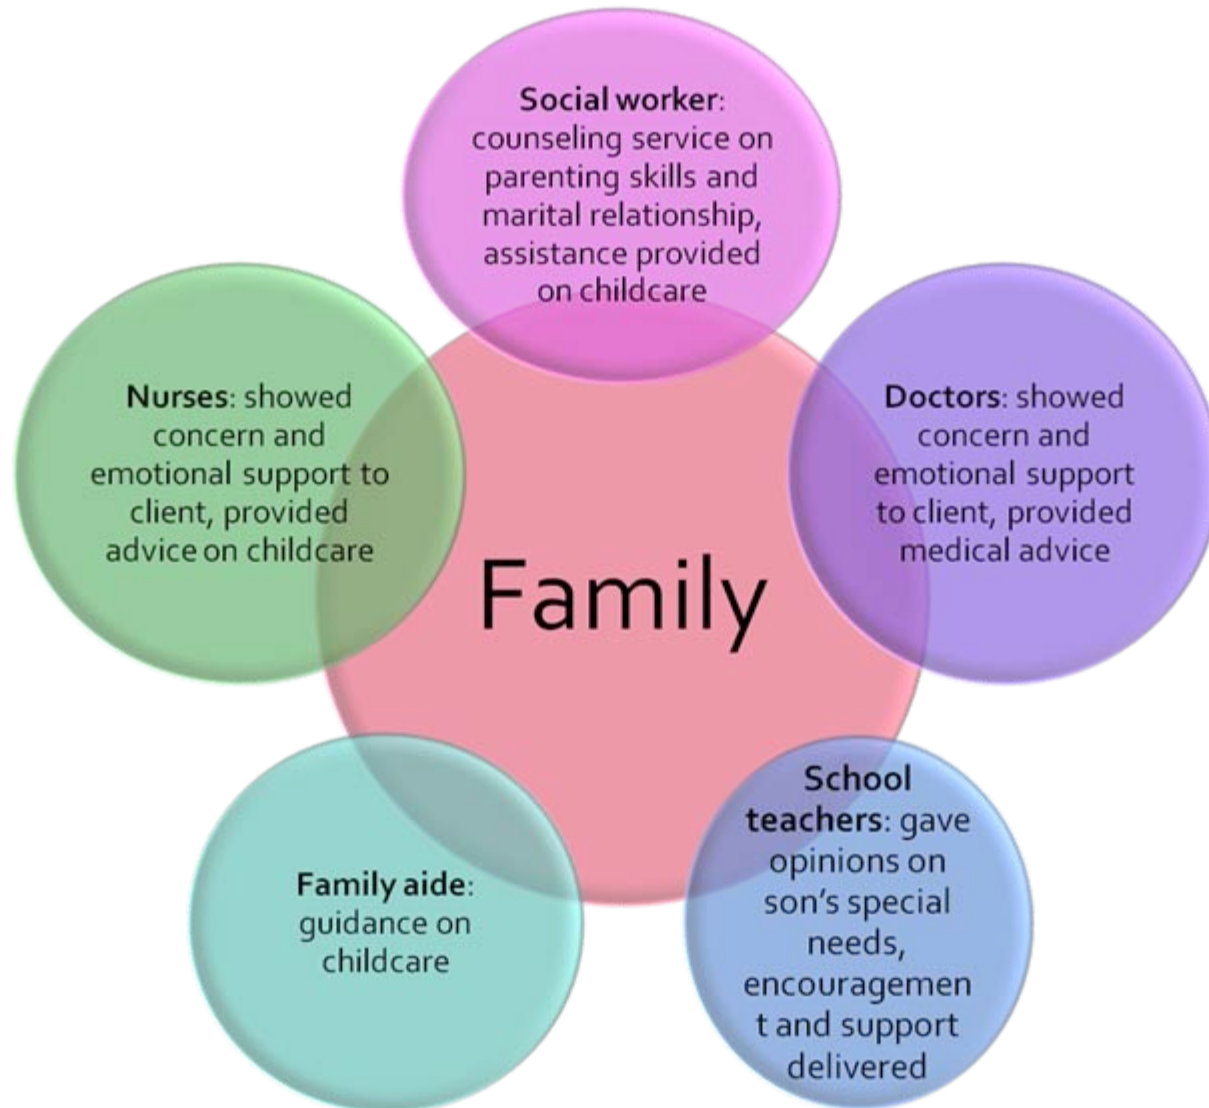 Social worker:
counseling service on
parenting skills and
marital relationship,
assistance provided
on childcare
Nurses: showed
concern and
emotional support to
client, provided
advice on childcare
Doctors: showed
concern and
emotional support
to client, provided
medical advice
Family
Family aide:
guidance on
childcare
School
teachers: gave
opinions on
son's special
needs,
encouragemen
t and support
delivered